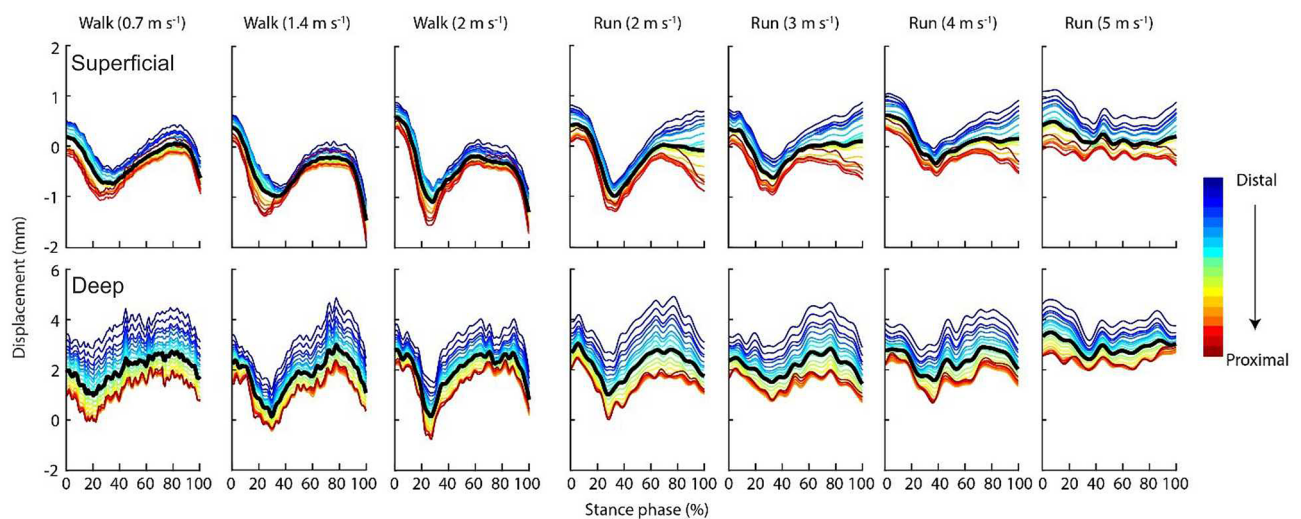 Walk (0.7 m s⁻¹) Walk (1.4 m s⁻¹) Walk (2 m s⁻¹) Run (2 m s⁻¹) Run (3 m s⁻¹) Run (4 m s⁻¹) Run (5 m s⁻¹)
2
Superficial
1
0
-1
-2
Displacement (mm)
6
Deep
4
2
0
-2
0 20 40 60 80 100 0 20 40 60 80 100 0 20 40 60 80 100 0 20 40 60 80 100 0 20 40 60 80 100 0 20 40 60 80 100 0 20 40 60 80 100
Stance phase (%)
Distal
Proximal